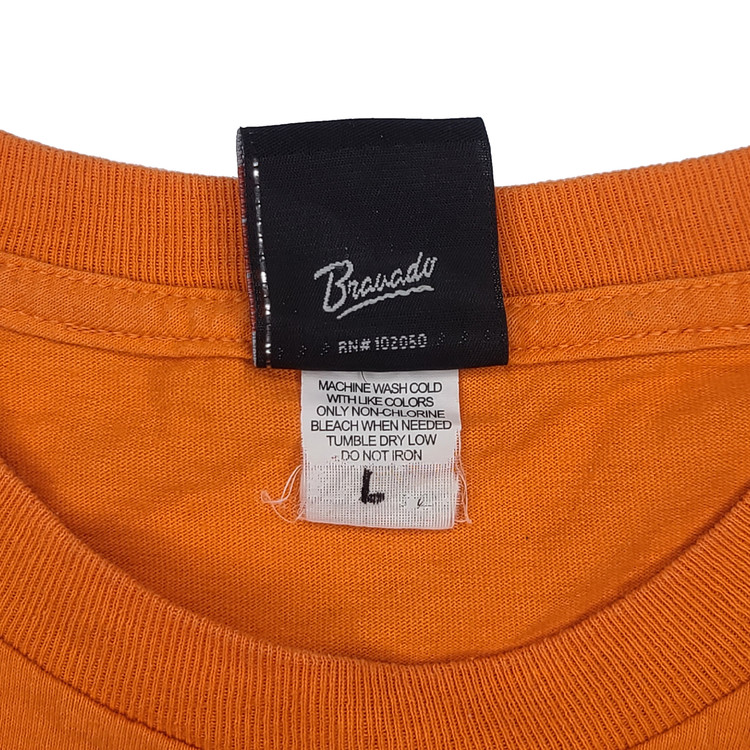 Bravado
RN# 102050
MACHINE WASH COLD
WITH LIKE COLORS
ONLY NON-CHLORINE
BLEACH WHEN NEEDED
TUMBLE DRY LOW
DO NOT IRON
L